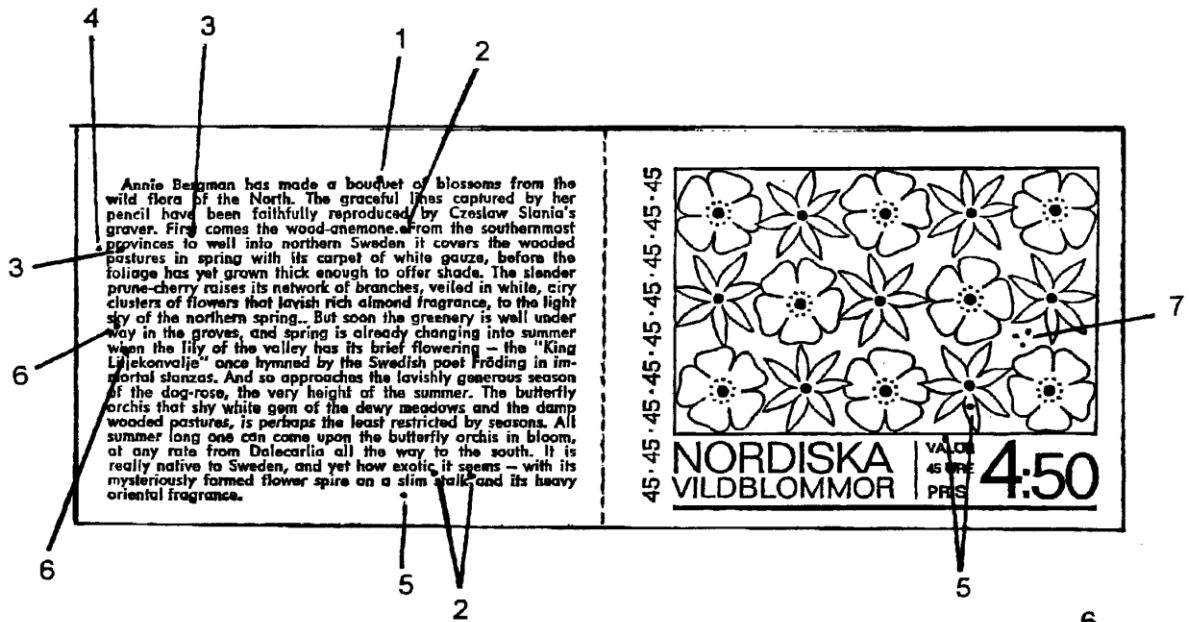 4
3
1
2
Annie Bergman has made a bouquet of blossoms from the
wild flora of the North. The graceful lines captured by her
pencil have been faithfully reproduced by Czeslaw Slania's
graver. First comes the wood-anemone. From the southernmost
provinces to well into northern Sweden it covers the wooded
pastures in spring with its carpet of white gauze, before the
foliage has yet grown thick enough to offer shade. The slender
prune-cherry raises its network of branches, veiled in white, airy
clusters of flowers that lavish rich almond fragrance, to the light
sky of the northern spring.. But soon the greenery is well under
way in the groves, and spring is already changing into summer
when the lily of the valley has its brief flowering – the "King
Liljekonvalje" once hymned by the Swedish poet Fröding in im-
mortal stanzas. And so approaches the lavishly generous season
of the dog-rose, the very height of the summer. The butterfly
orchis that shy white gem of the dewy meadows and the damp
wooded pastures, is perhaps the least restricted by seasons. All
summer long one can come upon the butterfly orchis in bloom,
at any rate from Dalecarlia all the way to the south. It is
really native to Sweden, and yet how exotic it seems – with its
mysteriously formed flower spire on a slim stalk and its heavy
oriental fragrance.
3
6
6
5
2
45·45·45·45·45·45·45·45·45·45
NORDISKA
VILDBLOMMOR
VALÖR
45 ÖRE
PRIS
4:50
7
5
6